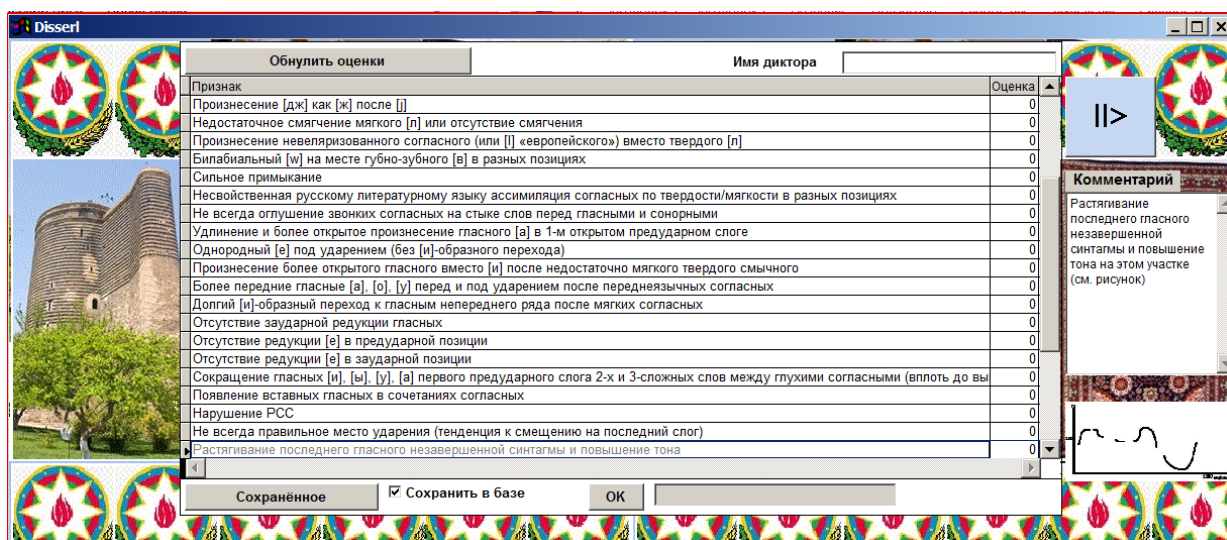 Disserl
Обнулить оценки
Имя диктора
Признак Оценка
Произнесение [дж] как [ж] после [j] 0
Недостаточное смягчение мягкого [л] или отсутствие смягчения 0
Произнесение невеляризованного согласного (или [l] «европейского») вместо твердого [л] 0
Билабиальный [w] на месте губно-зубного [в] в разных позициях 0
Сильное примыкание 0
Несвойственная русскому литературному языку ассимиляция согласных по твердости/мягкости в разных позициях 0
Не всегда оглушение звонких согласных на стыке слов перед гласными и сонорными 0
Удлинение и более открытое произнесение гласного [а] в 1-м открытом предударном слоге 0
Однородный [е] под ударением (без [и]-образного перехода) 0
Произнесение более открытого гласного вместо [и] после недостаточно мягкого твердого смычного 0
Более передние гласные [а], [о], [у] перед и под ударением после переднеязычных согласных 0
Долгий [и]-образный переход к гласным непереднего ряда после мягких согласных 0
Отсутствие заударной редукции гласных 0
Отсутствие редукции [е] в предударной позиции 0
Отсутствие редукции [е] в заударной позиции 0
Сокращение гласных [и], [ы], [у], [а] первого предударного слога 2-х и 3-сложных слов между глухими согласными (вплоть до вы 0
Появление вставных гласных в сочетаниях согласных 0
Нарушение РСС 0
Не всегда правильное место ударения (тенденция к смещению на последний слог) 0
Растягивание последнего гласного незавершенной синтагмы и повышение тона 0
Сохранённое
Сохранить в базе
OK
||>
Комментарий
Растягивание
последнего гласного
незавершенной
синтагмы и повышение
тона на этом участке
(см. рисунок)